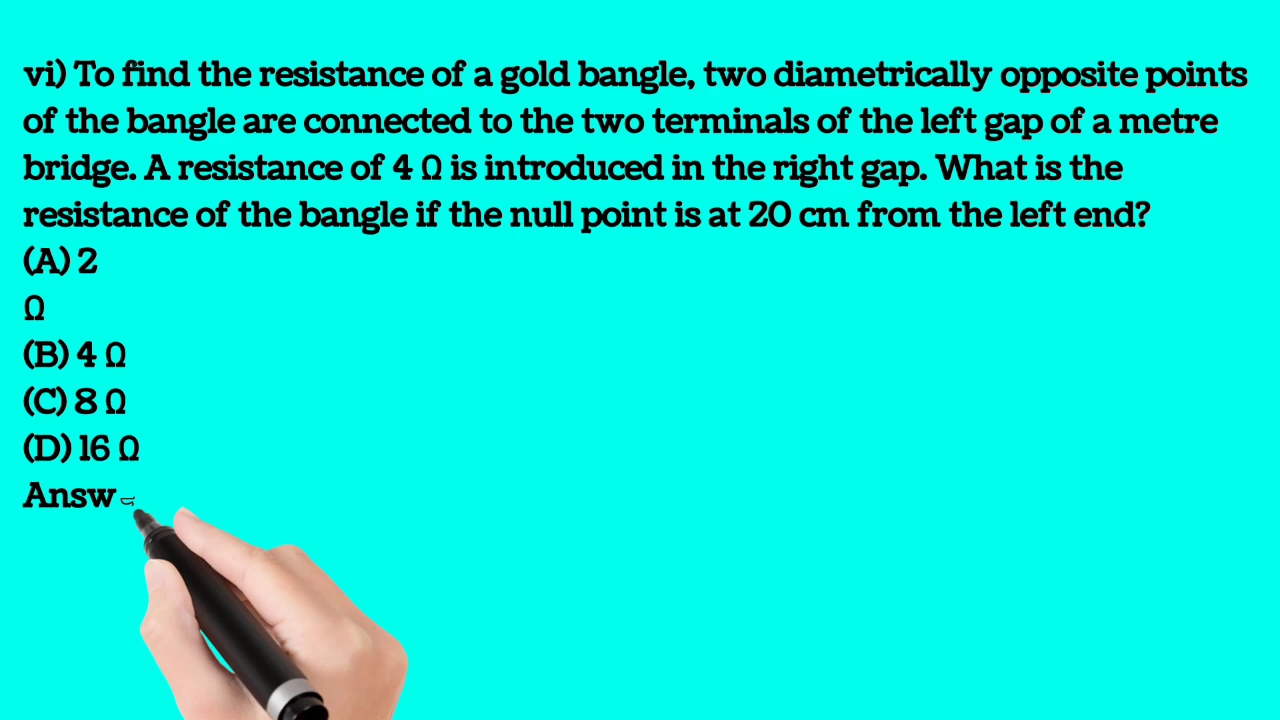 vi) To find the resistance of a gold bangle, two diametrically opposite points
of the bangle are connected to the two terminals of the left gap of a metre
bridge. A resistance of 4 Ω is introduced in the right gap. What is the
resistance of the bangle if the null point is at 20 cm from the left end?
(A) 2
Ω
(B) 4 Ω
(C) 8 Ω
(D) 16 Ω
Answ